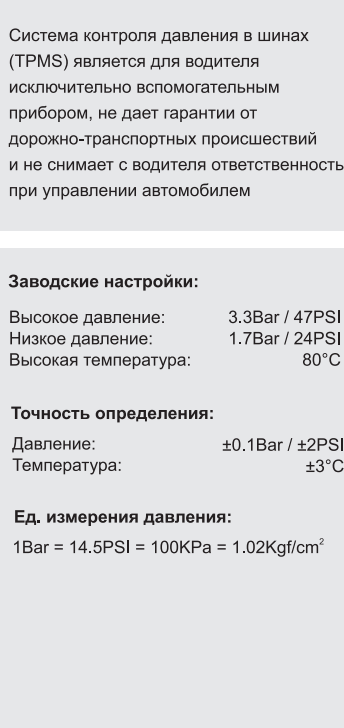 Система контроля давления в шинах
(TPMS) является для водителя
исключительно вспомогательным
прибором, не дает гарантии от
дорожно-транспортных происшествий
и не снимает с водителя ответственность
при управлении автомобилем
Заводские настройки:
Высокое давление: 3.3Bar / 47PSI
Низкое давление: 1.7Bar / 24PSI
Высокая температура: 80°C
Точность определения:
Давление: ±0.1Bar / ±2PSI
Температура: ±3°C
Ед. измерения давления:
1Bar = 14.5PSI = 100KPa = 1.02Kgf/cm²